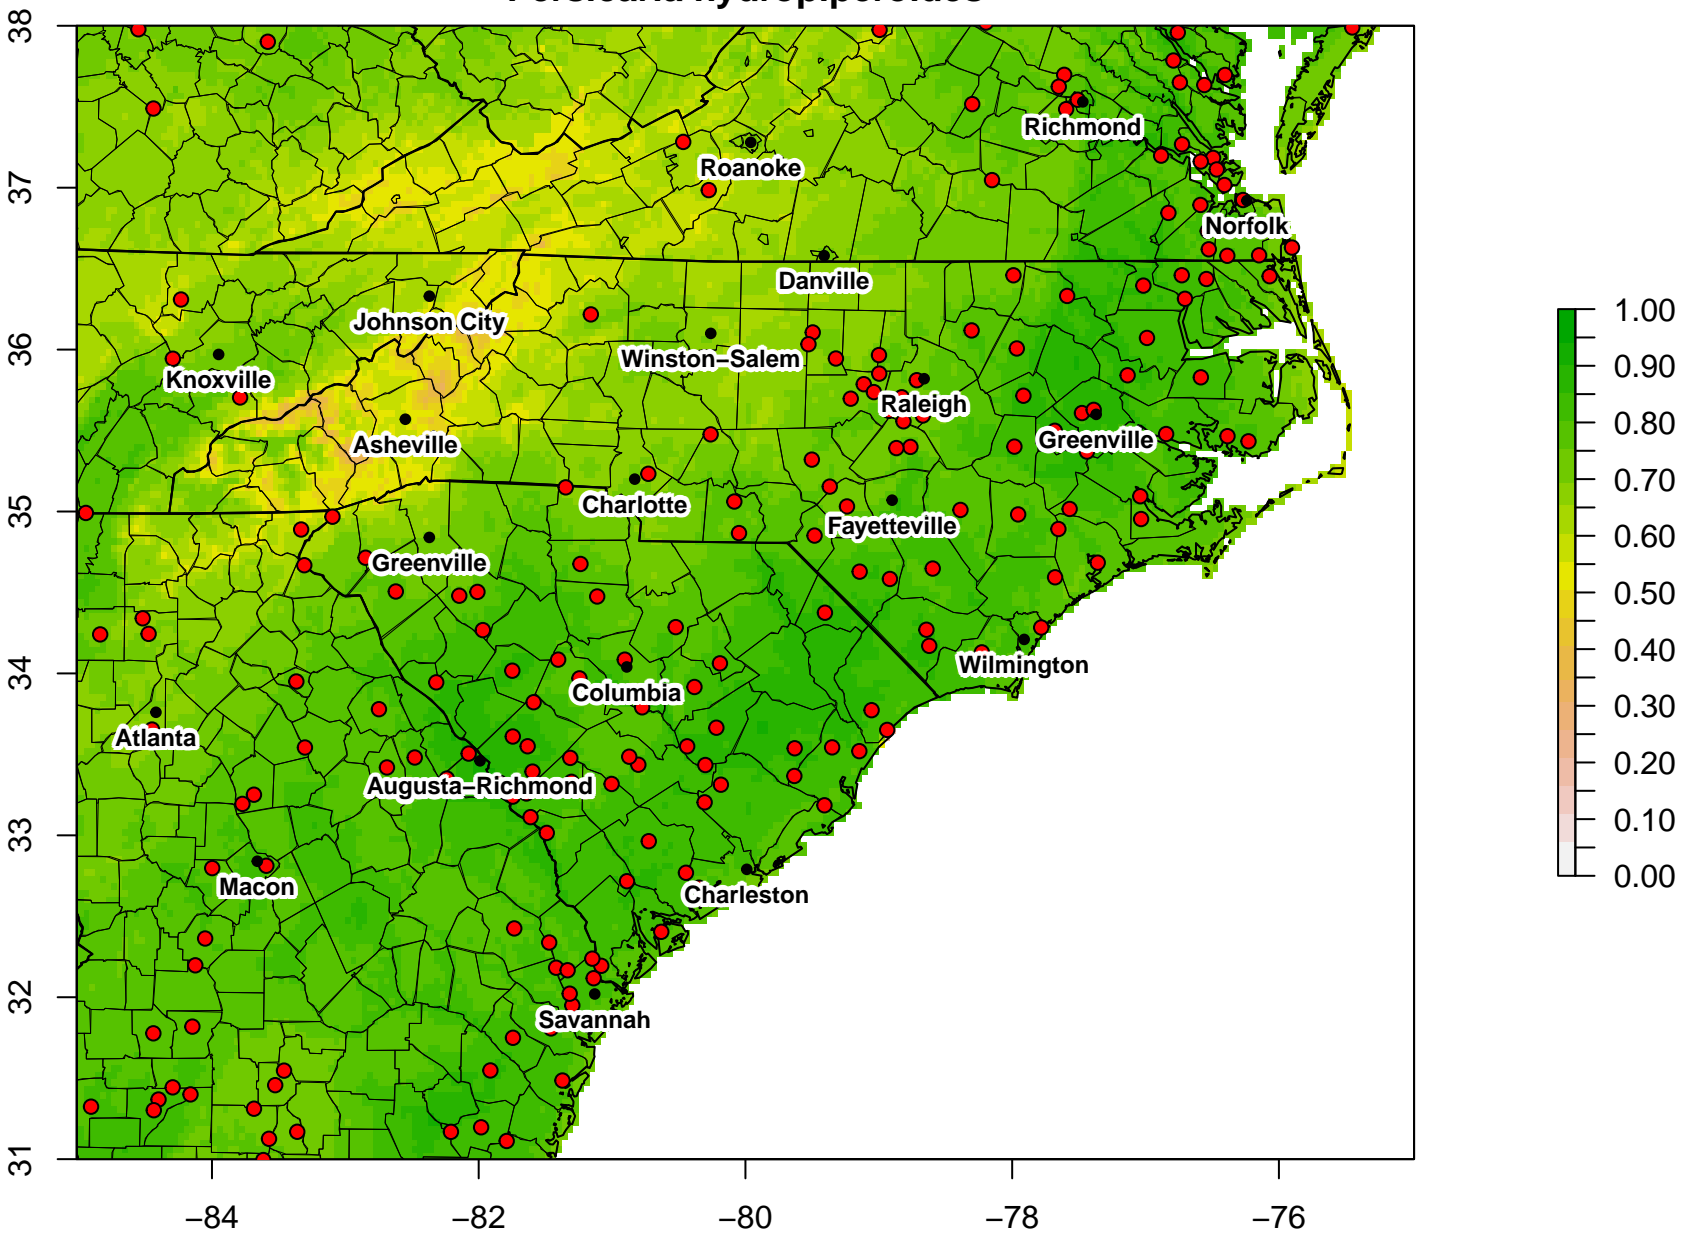 Persicaria hydropiperoides
38
37
36
35
34
33
32
31
−84
−82
−80
−78
−76
Richmond
Roanoke
Norfolk
Danville
Johnson City
Winston−Salem
Knoxville
Raleigh
Greenville
Asheville
Charlotte
Fayetteville
Greenville
Wilmington
Columbia
Atlanta
Augusta−Richmond
Macon
Charleston
Savannah
1.00
0.90
0.80
0.70
0.60
0.50
0.40
0.30
0.20
0.10
0.00